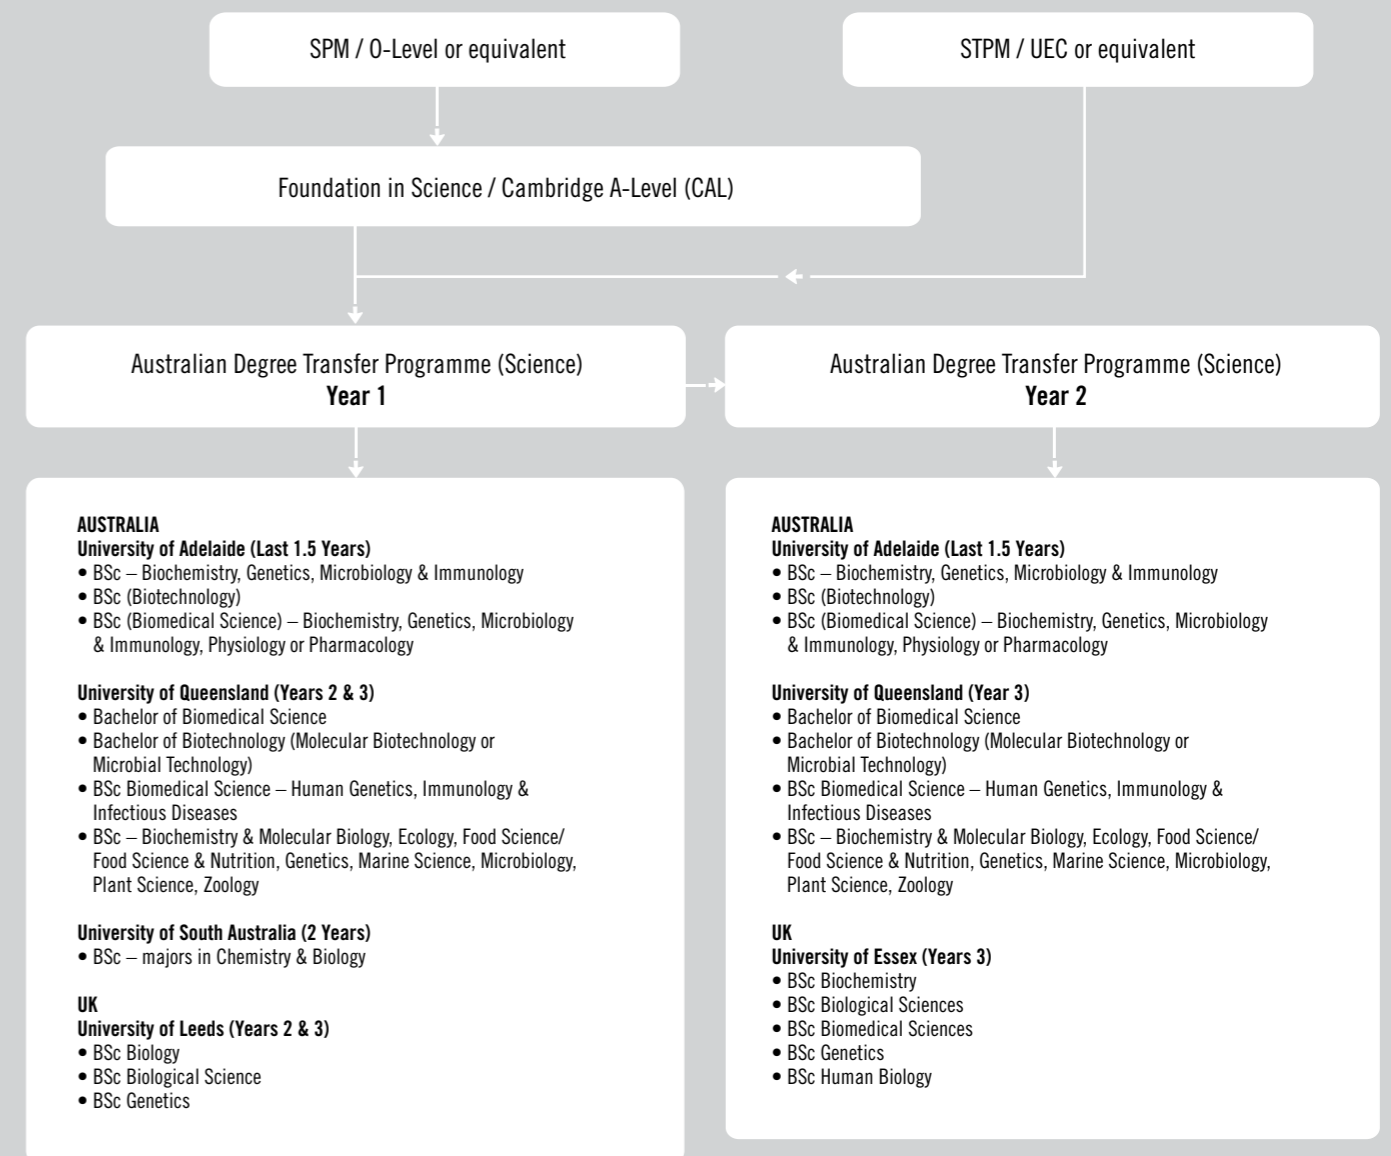 SPM / O-Level or equivalent
STPM / UEC or equivalent
Foundation in Science / Cambridge A-Level (CAL)
Australian Degree Transfer Programme (Science)
Year 1
Australian Degree Transfer Programme (Science)
Year 2
AUSTRALIA
University of Adelaide (Last 1.5 Years)
• BSc – Biochemistry, Genetics, Microbiology & Immunology
• BSc (Biotechnology)
• BSc (Biomedical Science) – Biochemistry, Genetics, Microbiology
& Immunology, Physiology or Pharmacology
University of Queensland (Years 2 & 3)
• Bachelor of Biomedical Science
• Bachelor of Biotechnology (Molecular Biotechnology or
Microbial Technology)
• BSc Biomedical Science – Human Genetics, Immunology &
Infectious Diseases
• BSc – Biochemistry & Molecular Biology, Ecology, Food Science/
Food Science & Nutrition, Genetics, Marine Science, Microbiology,
Plant Science, Zoology
University of South Australia (2 Years)
• BSc – majors in Chemistry & Biology
UK
University of Leeds (Years 2 & 3)
• BSc Biology
• BSc Biological Science
• BSc Genetics
AUSTRALIA
University of Adelaide (Last 1.5 Years)
• BSc – Biochemistry, Genetics, Microbiology & Immunology
• BSc (Biotechnology)
• BSc (Biomedical Science) – Biochemistry, Genetics, Microbiology
& Immunology, Physiology or Pharmacology
University of Queensland (Year 3)
• Bachelor of Biomedical Science
• Bachelor of Biotechnology (Molecular Biotechnology or
Microbial Technology)
• BSc Biomedical Science – Human Genetics, Immunology &
Infectious Diseases
• BSc – Biochemistry & Molecular Biology, Ecology, Food Science/
Food Science & Nutrition, Genetics, Marine Science, Microbiology,
Plant Science, Zoology
UK
University of Essex (Years 3)
• BSc Biochemistry
• BSc Biological Sciences
• BSc Biomedical Sciences
• BSc Genetics
• BSc Human Biology